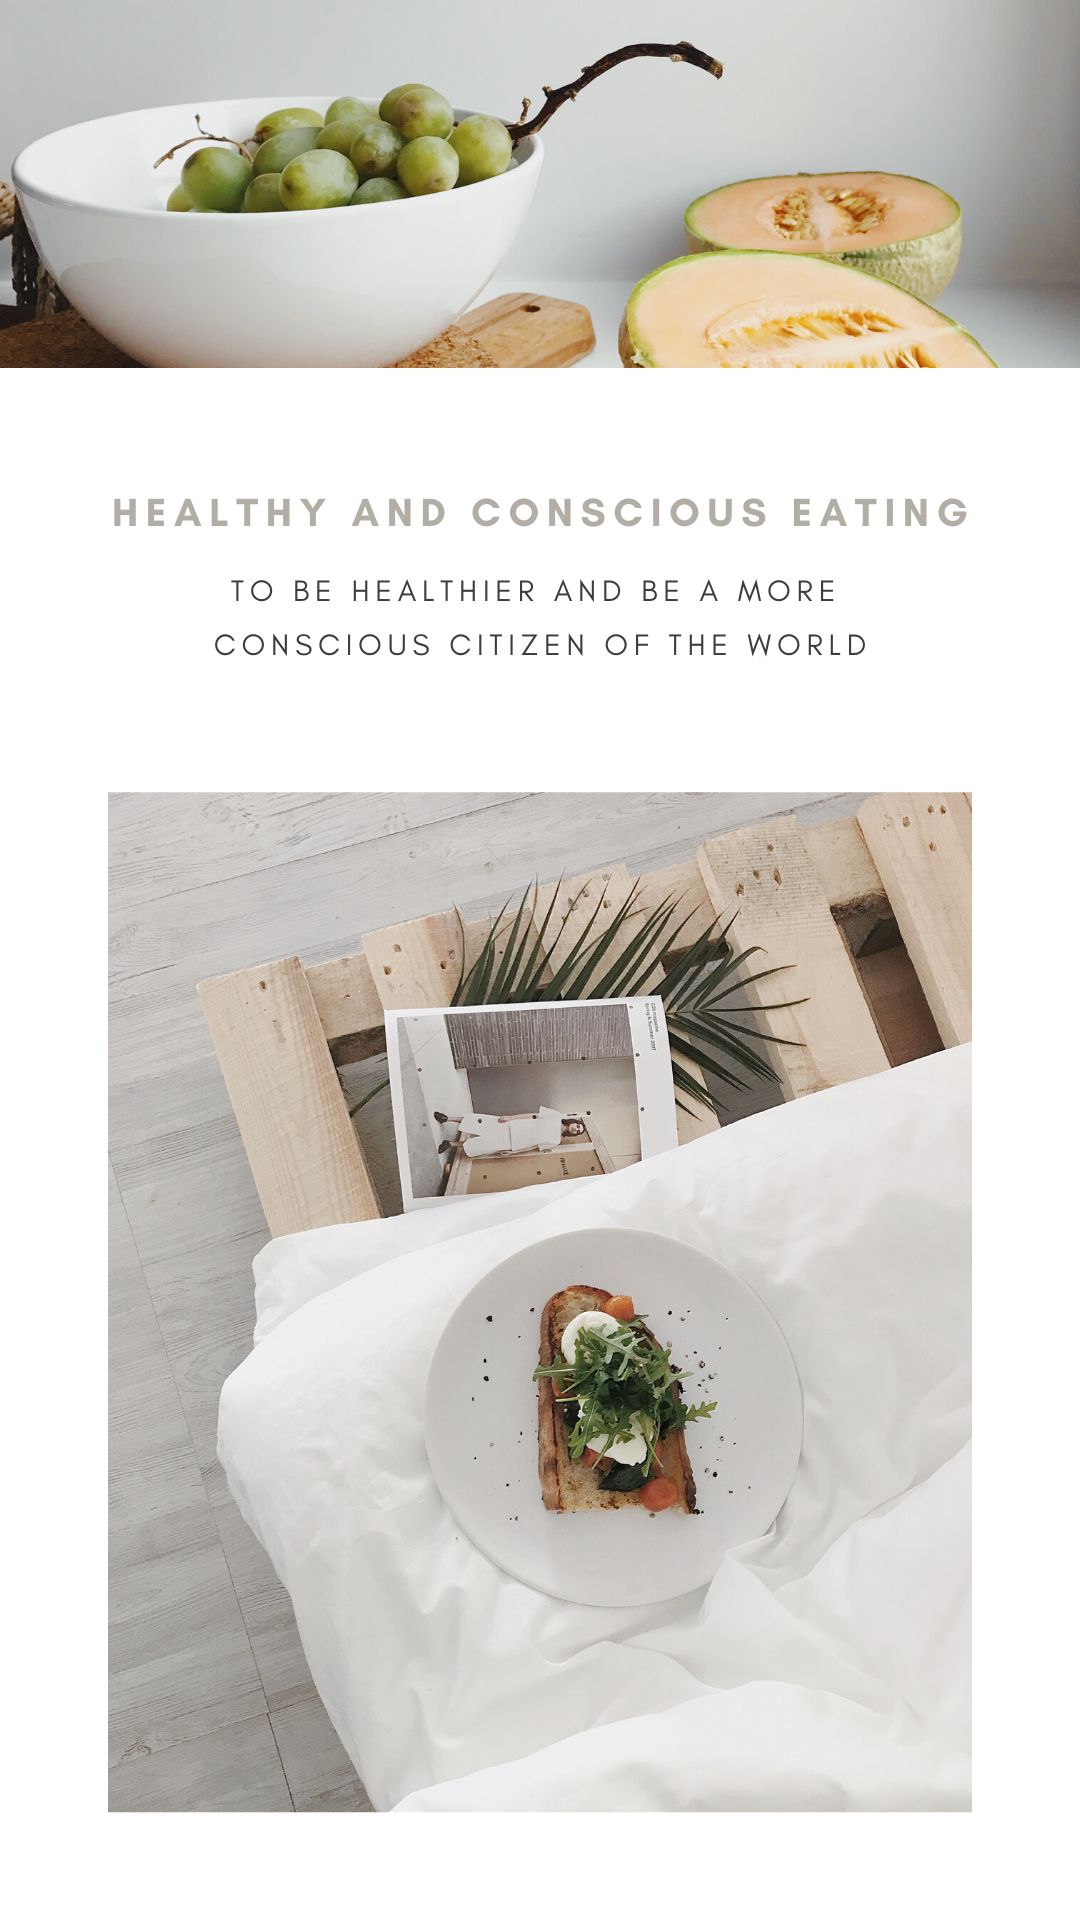 HEALTHY AND CONSCIOUS EATING
TO BE HEALTHIER AND BE A MORE
CONSCIOUS CITIZEN OF THE WORLD